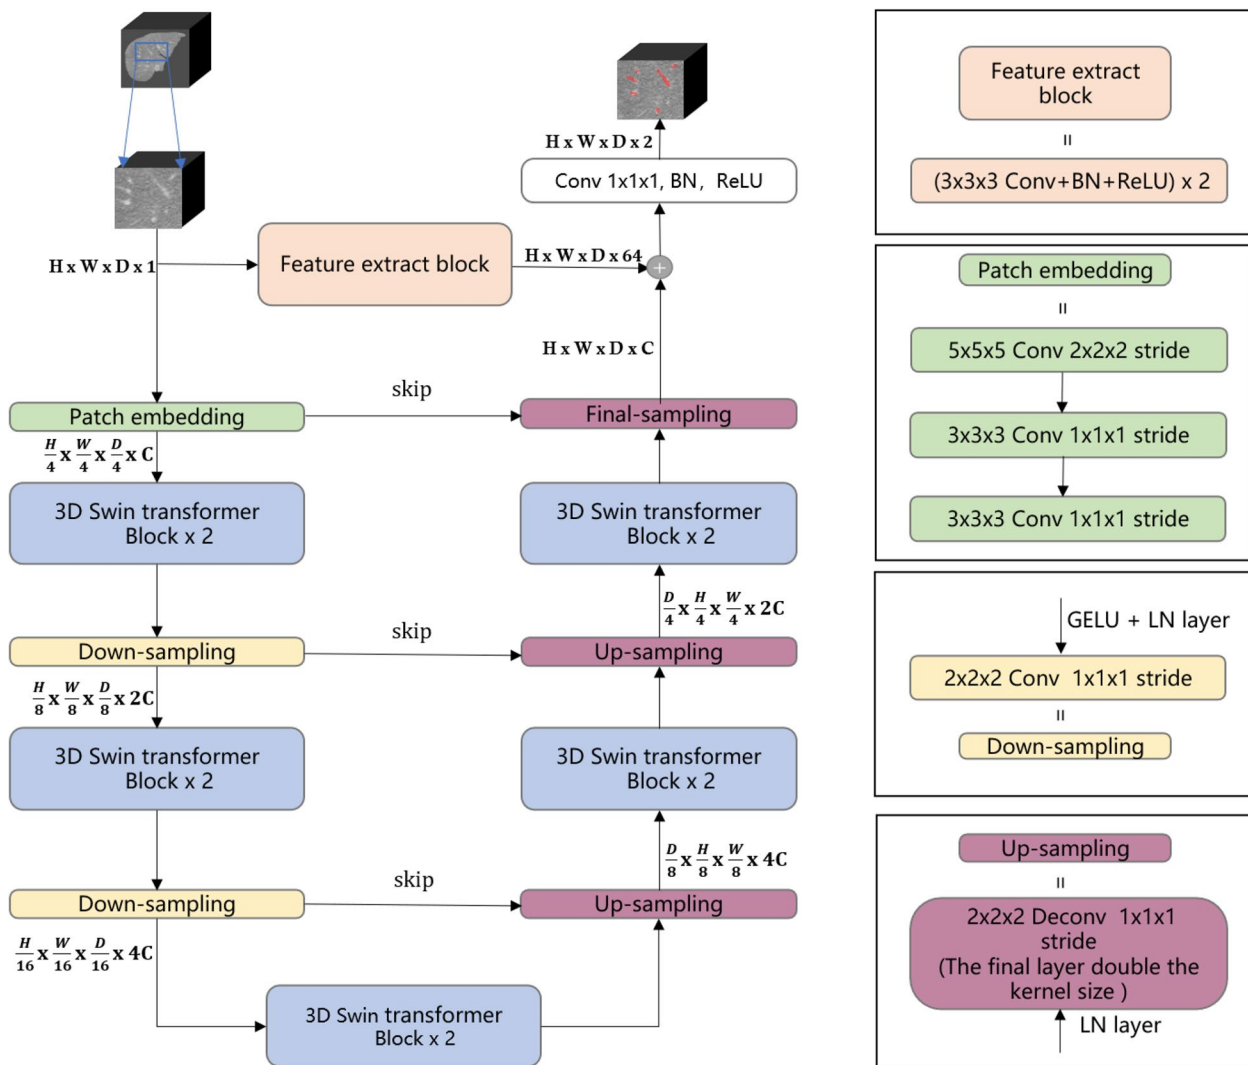 H x W x D x 2
Conv 1x1x1, BN, ReLU
H x W x D x 1
Feature extract block
H x W x D x 64
+
H x W x D x C
Patch embedding
skip
Final-sampling
H/4 x W/4 x D/4 x C
3D Swin transformer
Block x 2
3D Swin transformer
Block x 2
D/4 x H/4 x W/4 x 2C
Down-sampling
skip
Up-sampling
H/8 x W/8 x D/8 x 2C
3D Swin transformer
Block x 2
3D Swin transformer
Block x 2
D/8 x H/8 x W/8 x 4C
Down-sampling
skip
Up-sampling
H/16 x W/16 x D/16 x 4C
3D Swin transformer
Block x 2
Feature extract
block
=
(3x3x3 Conv+BN+ReLU) x 2
Patch embedding
=
5x5x5 Conv 2x2x2 stride
3x3x3 Conv 1x1x1 stride
3x3x3 Conv 1x1x1 stride
GELU + LN layer
2x2x2 Conv 1x1x1 stride
=
Down-sampling
Up-sampling
=
2x2x2 Deconv 1x1x1
stride
(The final layer double the
kernel size )
LN layer